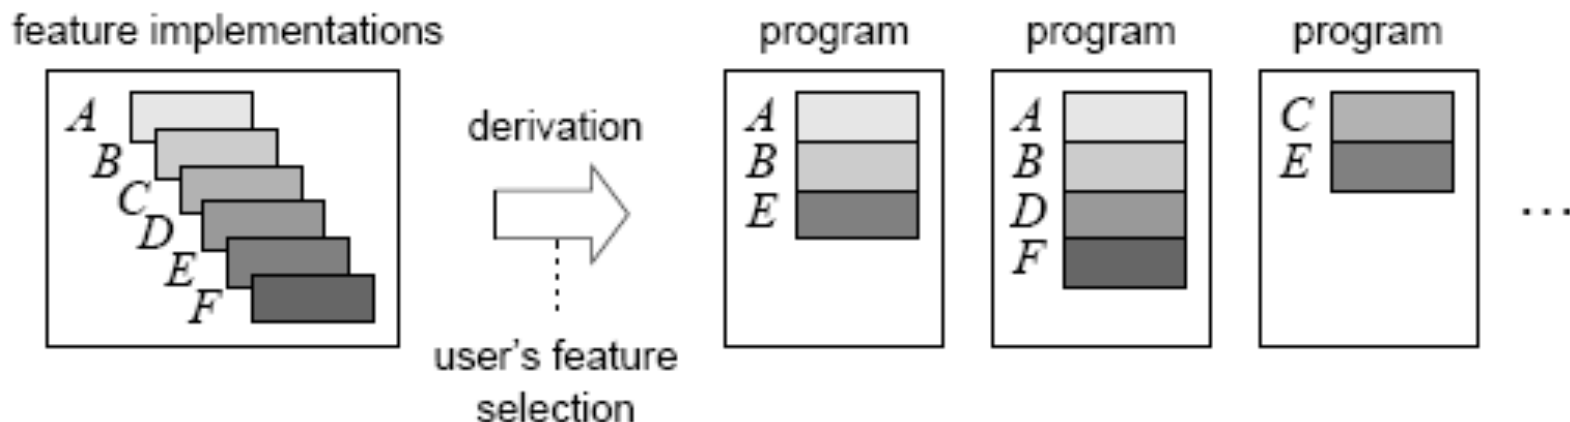 feature implementations
A
B
C
D
E
F
derivation
user's feature
selection
program
A
B
E
program
A
B
D
F
program
C
E
...